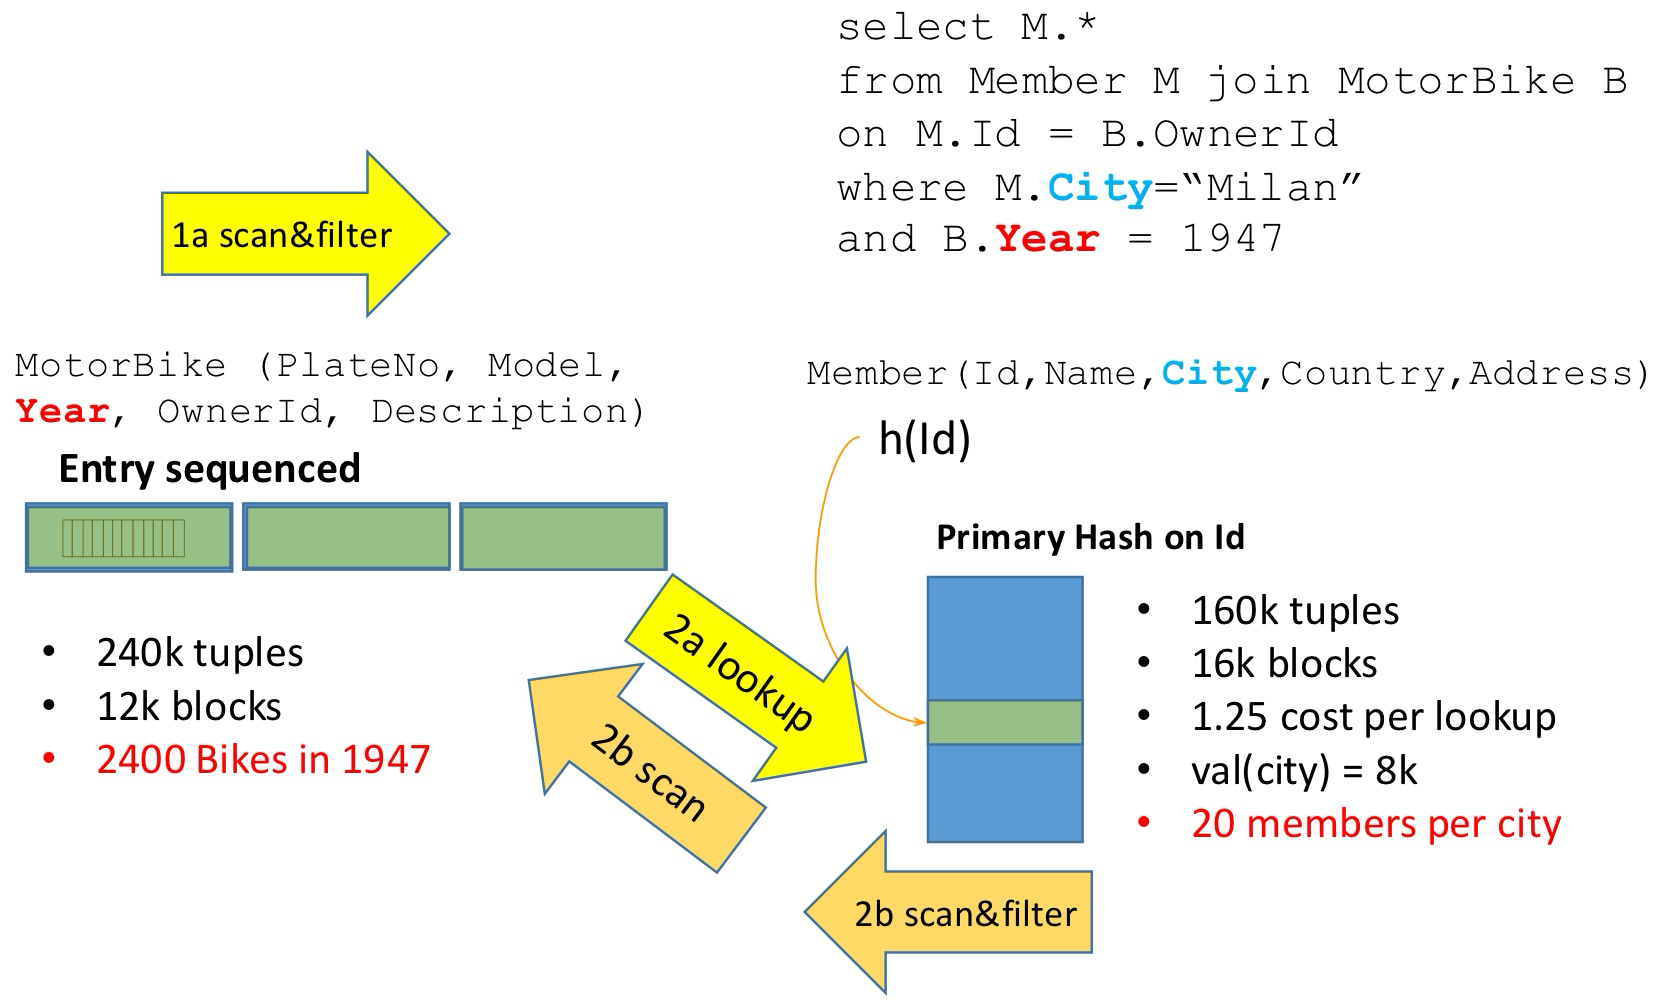 select M.*
from Member M join MotorBike B
on M.Id = B.OwnerId
where M.City=“Milan”
and B.Year = 1947
1a scan&filter
MotorBike (PlateNo, Model,
Year, OwnerId, Description)
Entry sequenced
• 240k tuples
• 12k blocks
• 2400 Bikes in 1947
2a lookup
2b scan
Member(Id,Name,City,Country,Address)
h(Id)
Primary Hash on Id
• 160k tuples
• 16k blocks
• 1.25 cost per lookup
• val(city) = 8k
• 20 members per city
2b scan&filter